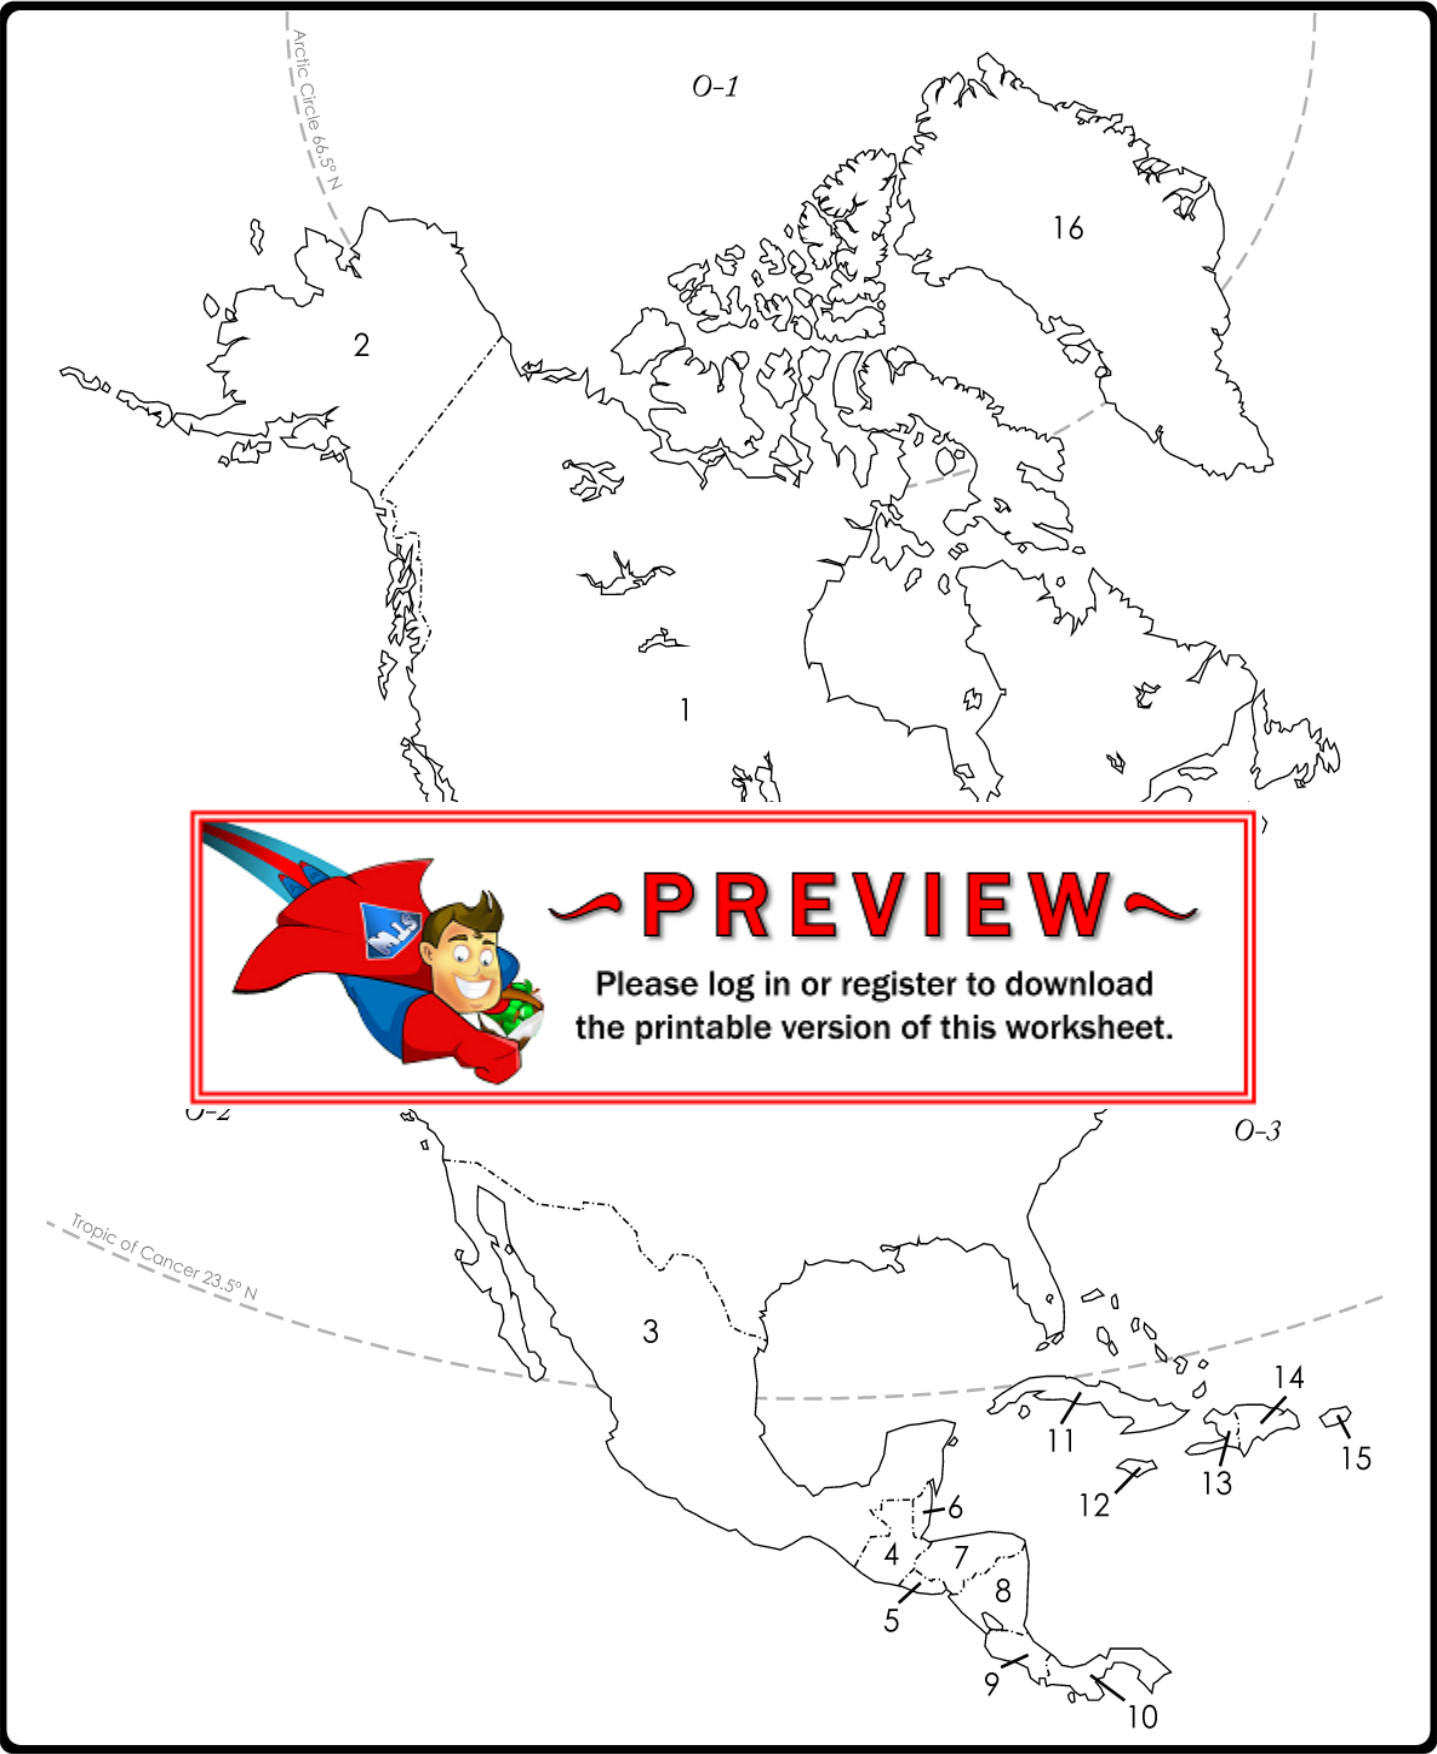 O-1
Arctic Circle 66.5° N
16
2
1
~PREVIEW~
Please log in or register to download
the printable version of this worksheet.
O-2
O-3
Tropic of Cancer 23.5° N
3
14
11
15
13
12
6
4
7
8
5
9
10